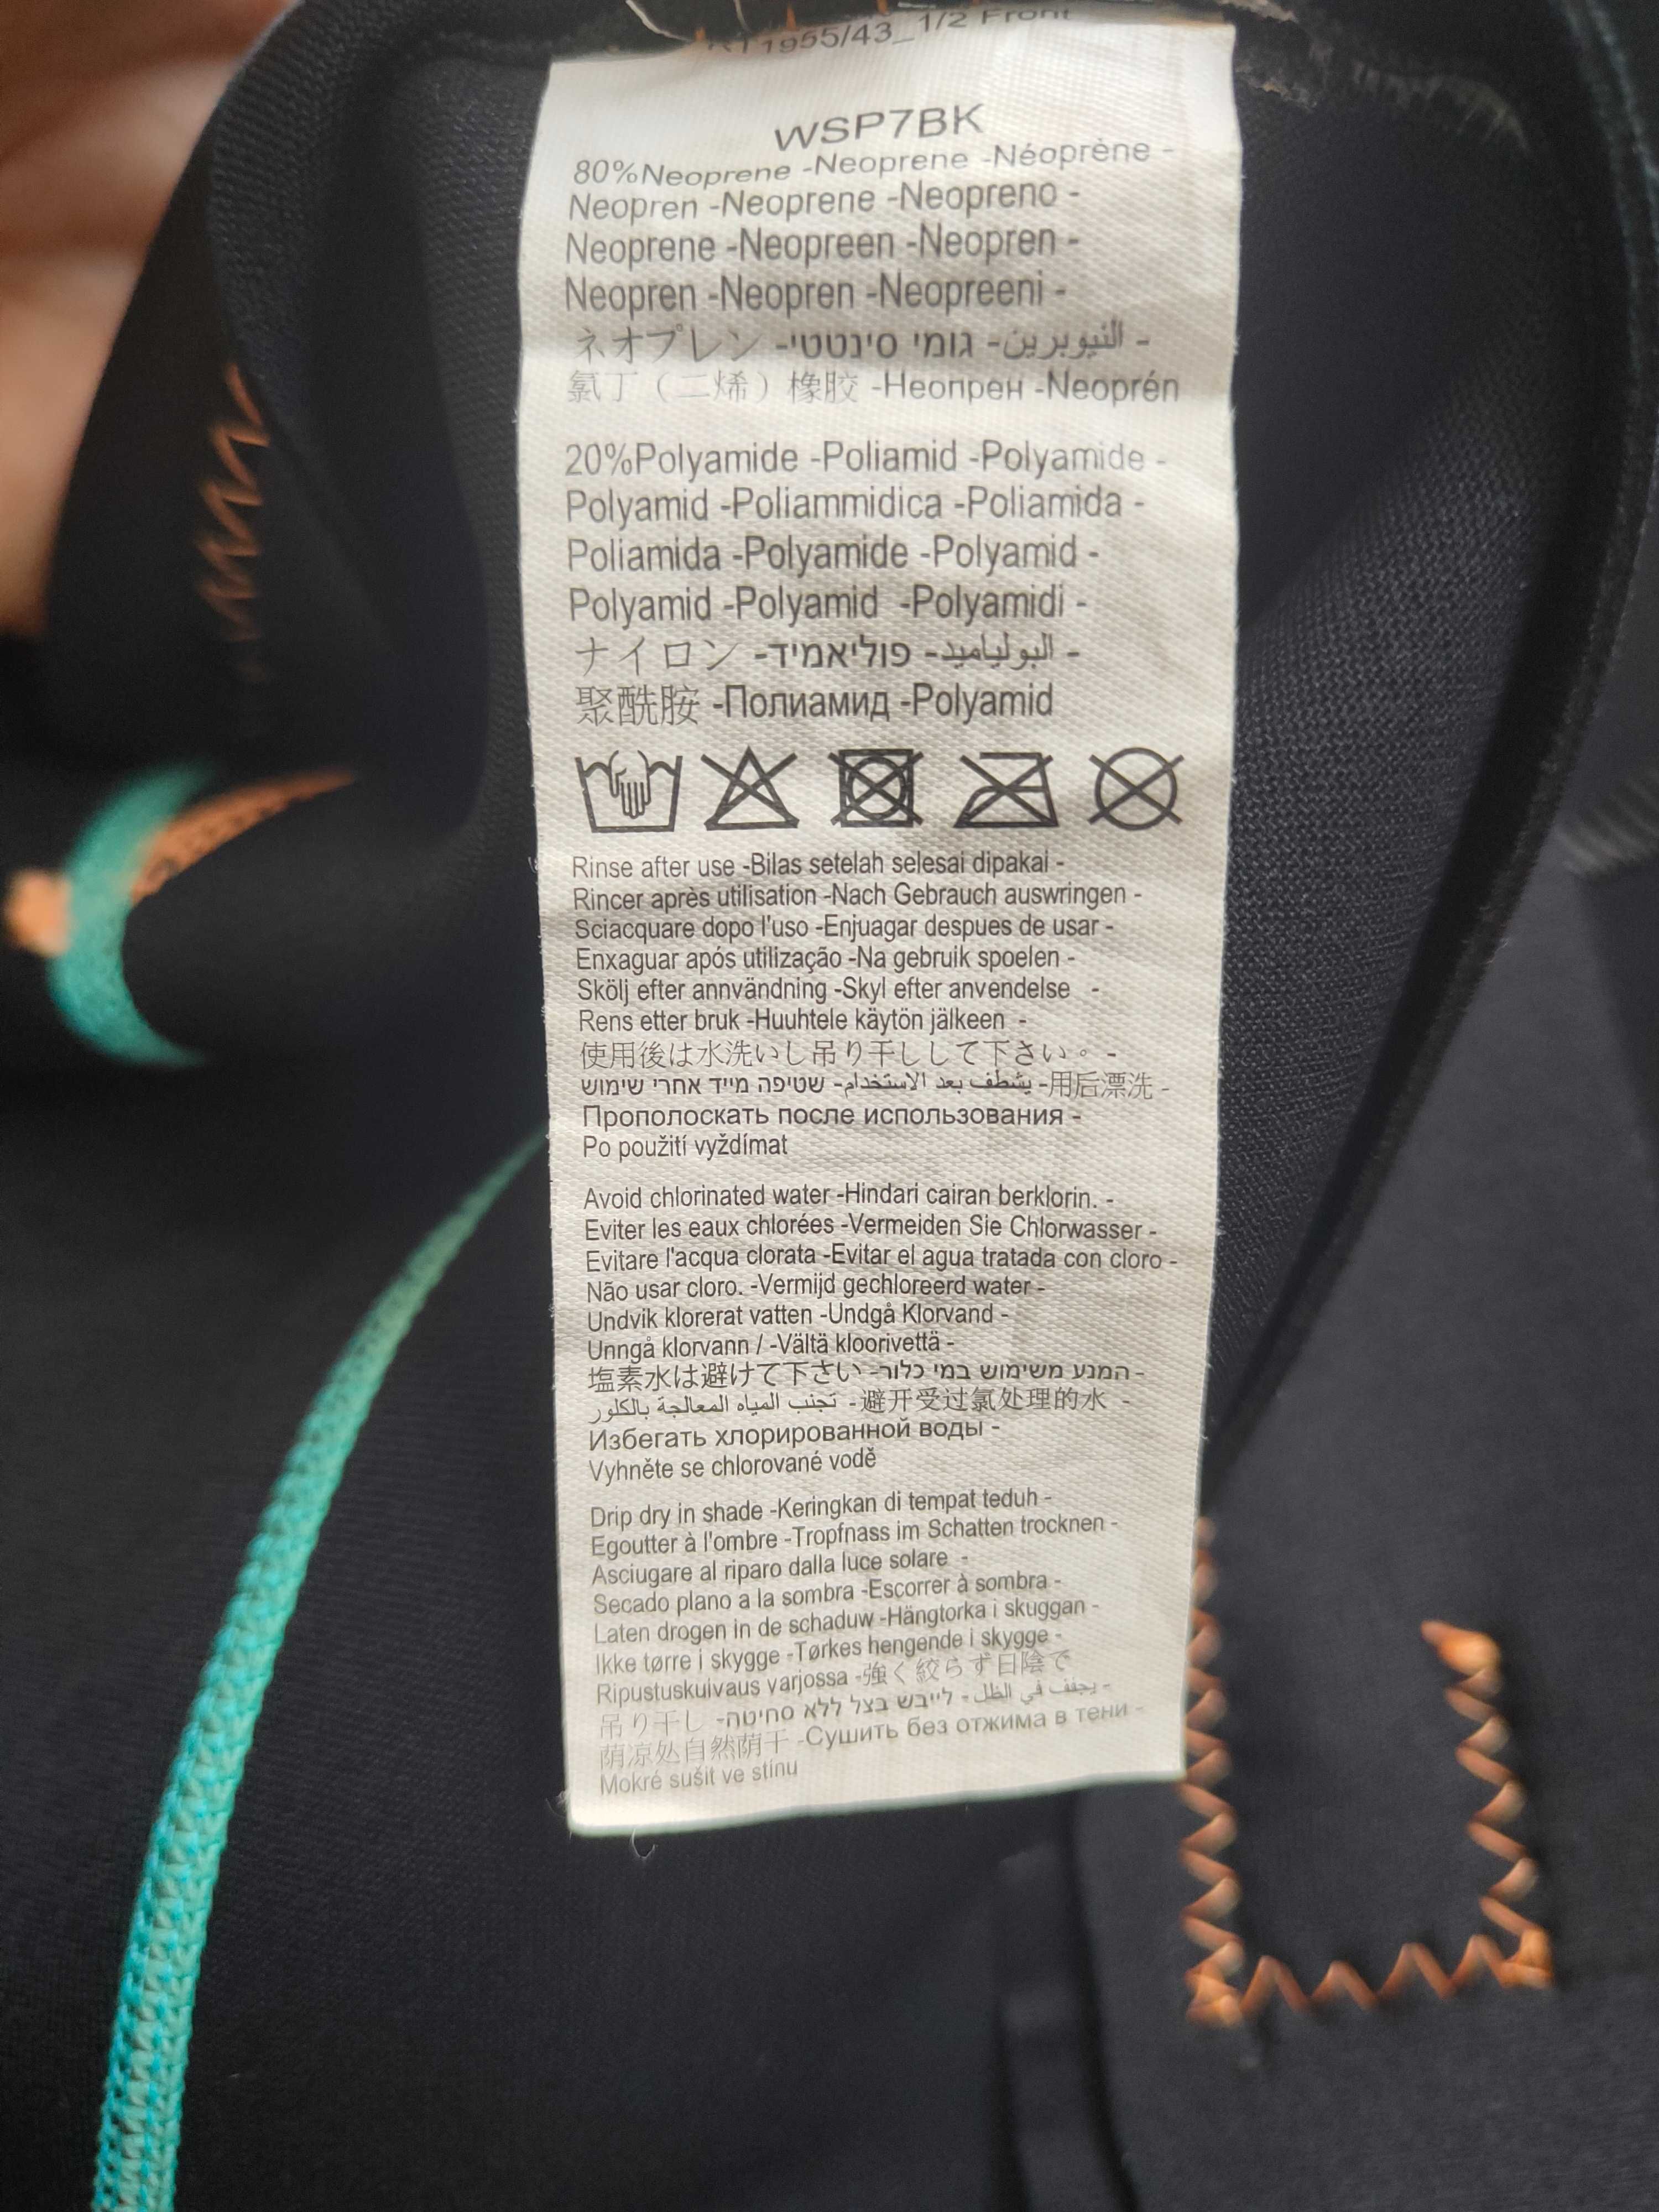 1955/43_1/2 Front
WSP7BK
80%Neoprene -Neoprene -Néoprène -
Neopren -Neoprene -Neopreno -
Neoprene -Neopreen -Neopren -
Neopren -Neopren -Neopreeni -
ネオプレン -גומי סינטטי -النيوبرين -
氯丁（二烯）橡胶 -Неопрен -Neoprén
20%Polyamide -Poliamid -Polyamide -
Polyamid -Poliammidica -Poliamida -
Poliamida -Polyamide -Polyamid -
Polyamid -Polyamid -Polyamidi -
ナイロン -פוליאמיד -البولياميد -
聚酰胺 -Полиамид -Polyamid
Rinse after use -Bilas setelah selesai dipakai -
Rincer après utilisation -Nach Gebrauch auswringen -
Sciacquare dopo l'uso -Enjuagar despues de usar -
Enxaguar após utilização -Na gebruik spoelen -
Skölj efter annvändning -Skyl efter anvendelse -
Rens etter bruk -Huuhtele käytön jälkeen -
使用後は水洗いし吊り干しして下さい。-
שטיפה מייד אחרי שימוש -يشطف بعد الاستخدام -用后漂洗 -
Прополоскать после использования -
Po použití vyždímat
Avoid chlorinated water -Hindari cairan berklorin. -
Eviter les eaux chlorées -Vermeiden Sie Chlorwasser -
Evitare l'acqua clorata -Evitar el agua tratada con cloro -
Não usar cloro. -Vermijd gechloreerd water -
Undvik klorerat vatten -Undgå Klorvand -
Unngå klorvann / -Vältä kloorivettä -
塩素水は避けて下さい -המנע משימוש במי כלור -
تجنب المياه المعالجة بالكلور -避开受过氯处理的水 -
Избегать хлорированной воды -
Vyhněte se chlorované vodě
Drip dry in shade -Keringkan di tempat teduh -
Egoutter à l'ombre -Tropfnass im Schatten trocknen -
Asciugare al riparo dalla luce solare -
Secado plano a la sombra -Escorrer à sombra -
Laten drogen in de schaduw -Hängtorka i skuggan -
Ikke tørre i skygge -Tørkes hengende i skygge -
Ripustuskuivaus varjossa -強く絞らず日陰で
吊り干し -לייבש בצל ללא סחיטה -يجفف في الظل -
荫凉处自然荫干 -Сушить без отжима в тени -
Mokré sušit ve stínu